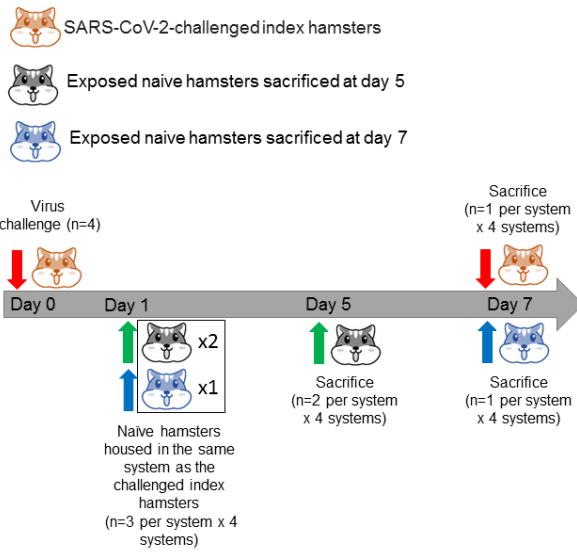 SARS-CoV-2-challenged index hamsters
Exposed naive hamsters sacrificed at day 5
Exposed naive hamsters sacrificed at day 7
Virus
challenge (n=4)
Sacrifice
(n=1 per system
x 4 systems)
Day 0
Day 1
Day 5
Day 7
x2
x1
Naïve hamsters
housed in the same
system as the
challenged index
hamsters
(n=3 per system x 4
systems)
Sacrifice
(n=2 per system
x 4 systems)
Sacrifice
(n=1 per system
x 4 systems)